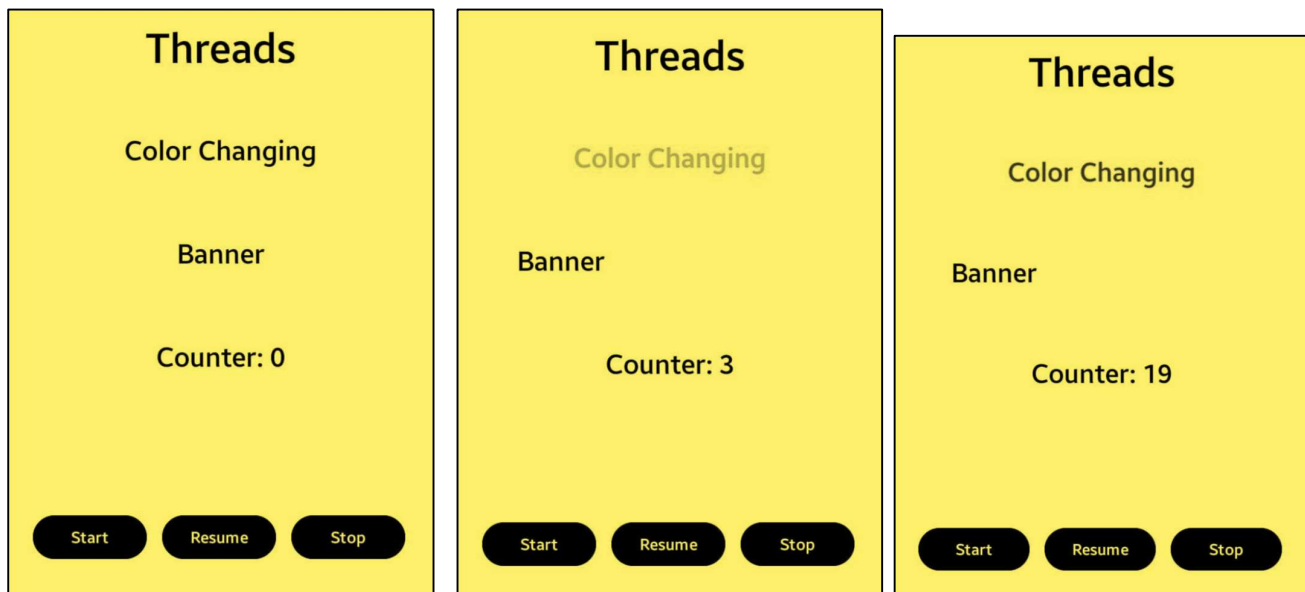 Threads
Color Changing
Banner
Counter: 0
Start Resume Stop
Threads
Color Changing
Banner
Counter: 3
Start Resume Stop
Threads
Color Changing
Banner
Counter: 19
Start Resume Stop